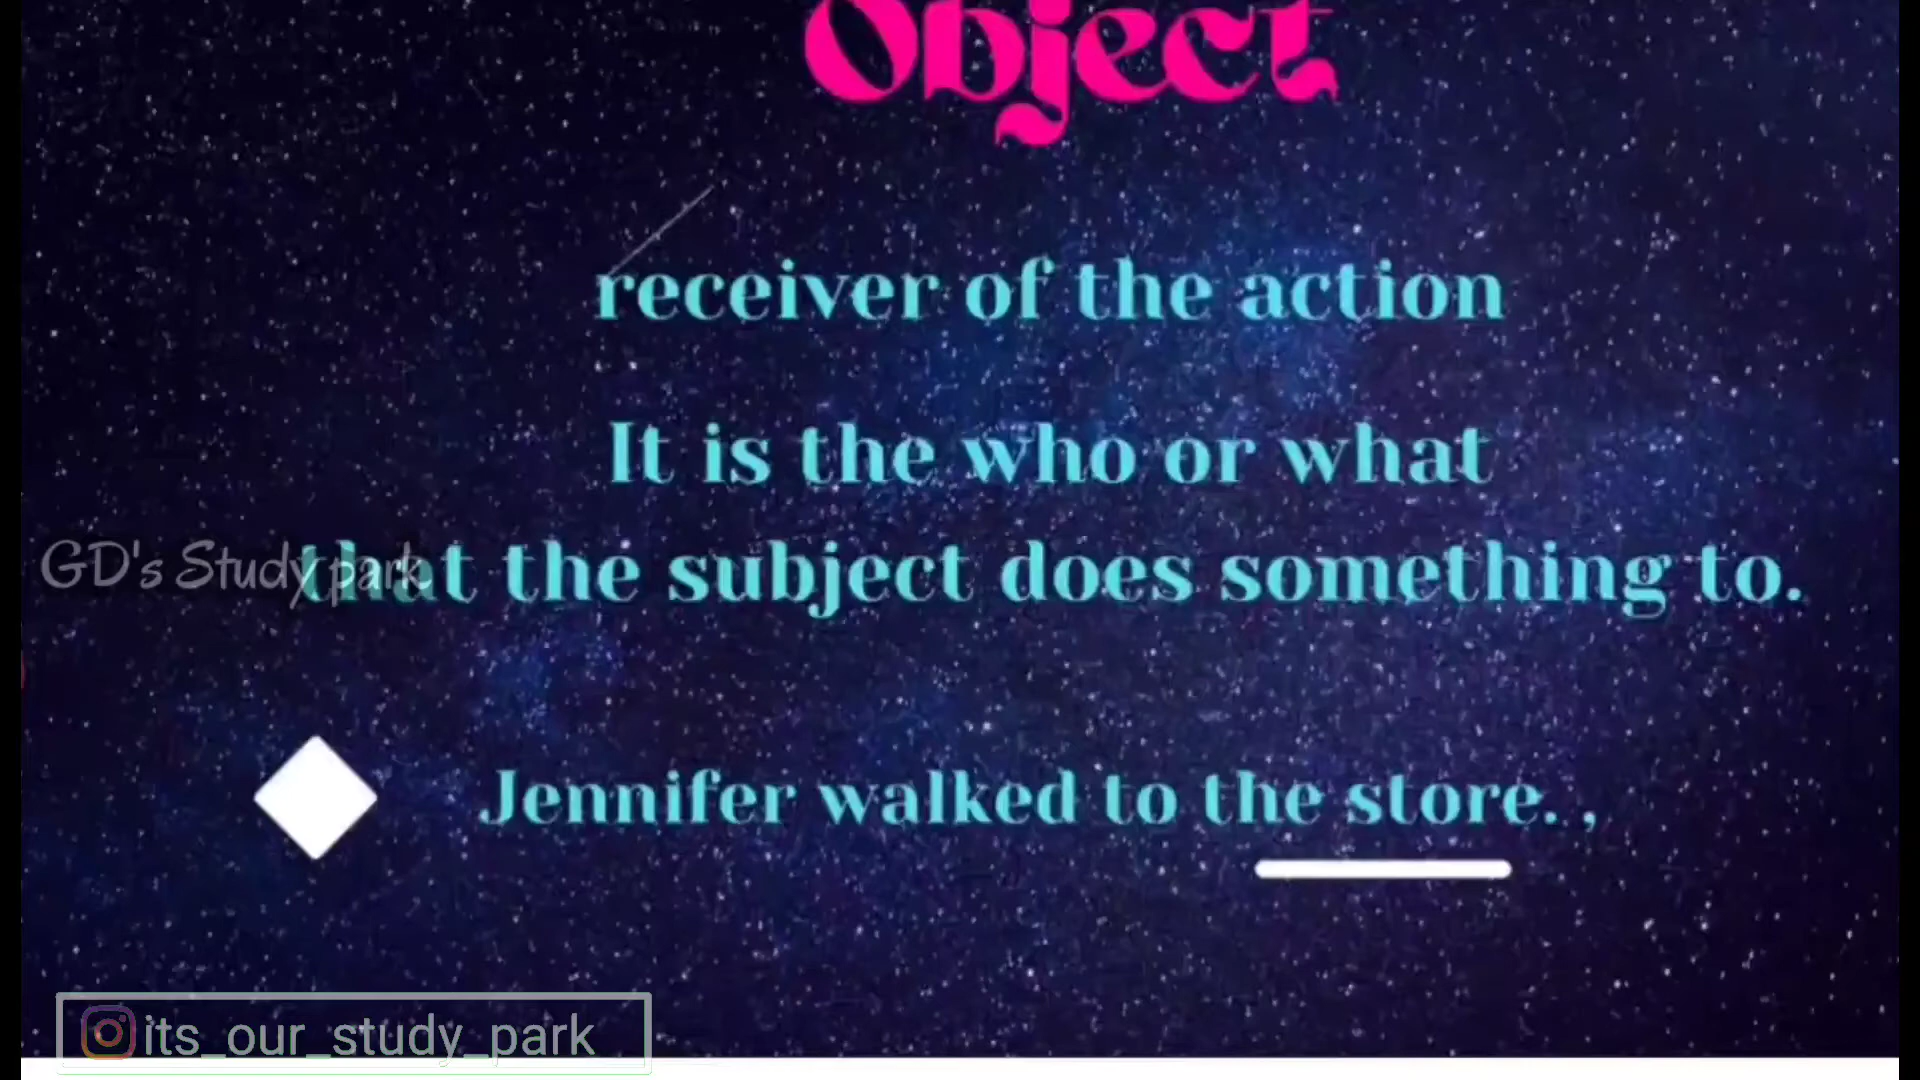 Object
receiver of the action
It is the who or what
that the subject does something to.
GD's Study park
Jennifer walked to the store. ,
its_our_study_park